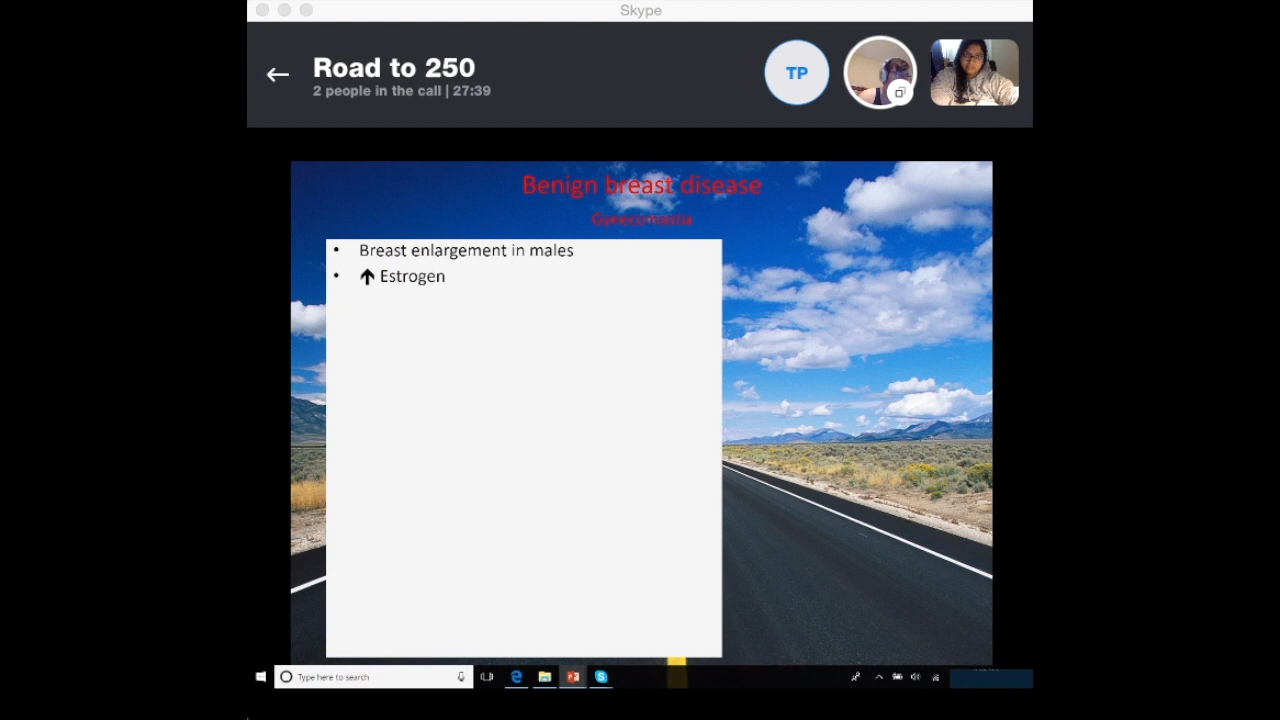 Skype
Road to 250
2 people in the call | 27:39
TP
Benign breast disease
Gynecomastia
• Breast enlargement in males
• ↑ Estrogen
Type here to search